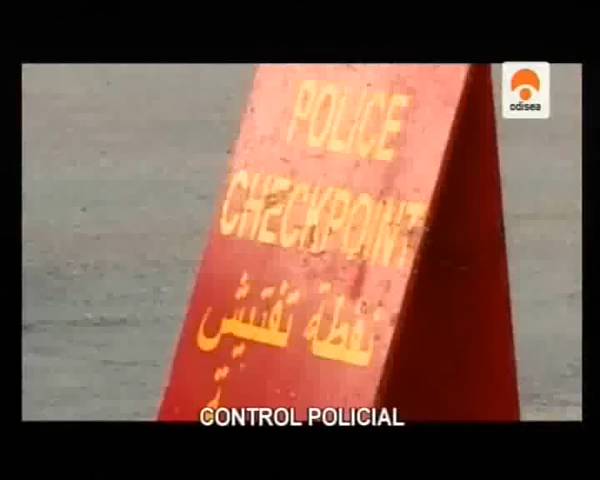 odisea
POLICE
CHECKPOINT
نقطة تفتيش
CONTROL POLICIAL